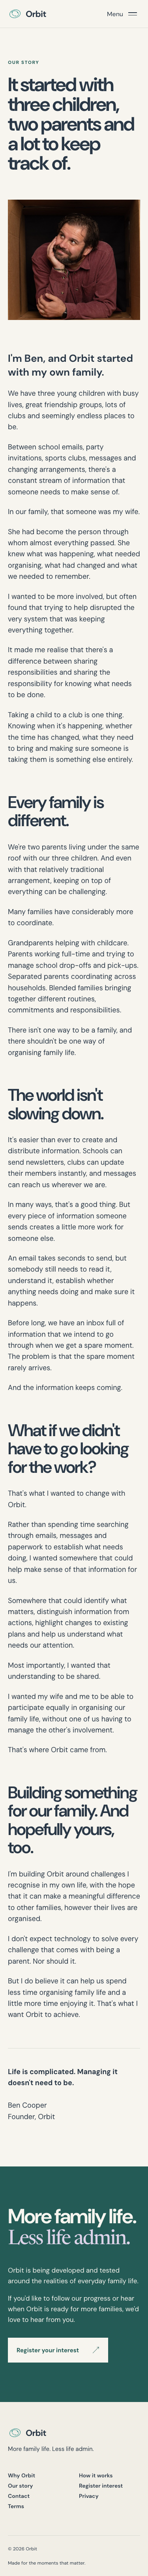 Orbit
Menu
OUR STORY
It started with
three children,
two parents and
a lot to keep
track of.
I'm Ben, and Orbit started
with my own family.
We have three young children with busy
lives, great friendship groups, lots of
clubs and seemingly endless places to
be.
Between school emails, party
invitations, sports clubs, messages and
changing arrangements, there's a
constant stream of information that
someone needs to make sense of.
In our family, that someone was my wife.
She had become the person through
whom almost everything passed. She
knew what was happening, what needed
organising, what had changed and what
we needed to remember.
I wanted to be more involved, but often
found that trying to help disrupted the
very system that was keeping
everything together.
It made me realise that there's a
difference between sharing
responsibilities and sharing the
responsibility for knowing what needs
to be done.
Taking a child to a club is one thing.
Knowing when it's happening, whether
the time has changed, what they need
to bring and making sure someone is
taking them is something else entirely.
Every family is
different.
We're two parents living under the same
roof with our three children. And even
with that relatively traditional
arrangement, keeping on top of
everything can be challenging.
Many families have considerably more
to coordinate.
Grandparents helping with childcare.
Parents working full-time and trying to
manage school drop-offs and pick-ups.
Separated parents coordinating across
households. Blended families bringing
together different routines,
commitments and responsibilities.
There isn't one way to be a family, and
there shouldn't be one way of
organising family life.
The world isn't
slowing down.
It's easier than ever to create and
distribute information. Schools can
send newsletters, clubs can update
their members instantly, and messages
can reach us wherever we are.
In many ways, that's a good thing. But
every piece of information someone
sends creates a little more work for
someone else.
An email takes seconds to send, but
somebody still needs to read it,
understand it, establish whether
anything needs doing and make sure it
happens.
Before long, we have an inbox full of
information that we intend to go
through when we get a spare moment.
The problem is that the spare moment
rarely arrives.
And the information keeps coming.
What if we didn't
have to go looking
for the work?
That's what I wanted to change with
Orbit.
Rather than spending time searching
through emails, messages and
paperwork to establish what needs
doing, I wanted somewhere that could
help make sense of that information for
us.
Somewhere that could identify what
matters, distinguish information from
actions, highlight changes to existing
plans and help us understand what
needs our attention.
Most importantly, I wanted that
understanding to be shared.
I wanted my wife and me to be able to
participate equally in organising our
family life, without one of us having to
manage the other's involvement.
That's where Orbit came from.
Building something
for our family. And
hopefully yours,
too.
I'm building Orbit around challenges I
recognise in my own life, with the hope
that it can make a meaningful difference
to other families, however their lives are
organised.
I don't expect technology to solve every
challenge that comes with being a
parent. Nor should it.
But I do believe it can help us spend
less time organising family life and a
little more time enjoying it. That's what I
want Orbit to achieve.
Life is complicated. Managing it
doesn't need to be.
Ben Cooper
Founder, Orbit
More family life.
Less life admin.
Orbit is being developed and tested
around the realities of everyday family life.
If you'd like to follow our progress or hear
when Orbit is ready for more families, we'd
love to hear from you.
Register your interest
Orbit
More family life. Less life admin.
Why Orbit
How it works
Our story
Register interest
Contact
Privacy
Terms
© 2026 Orbit
Made for the moments that matter.